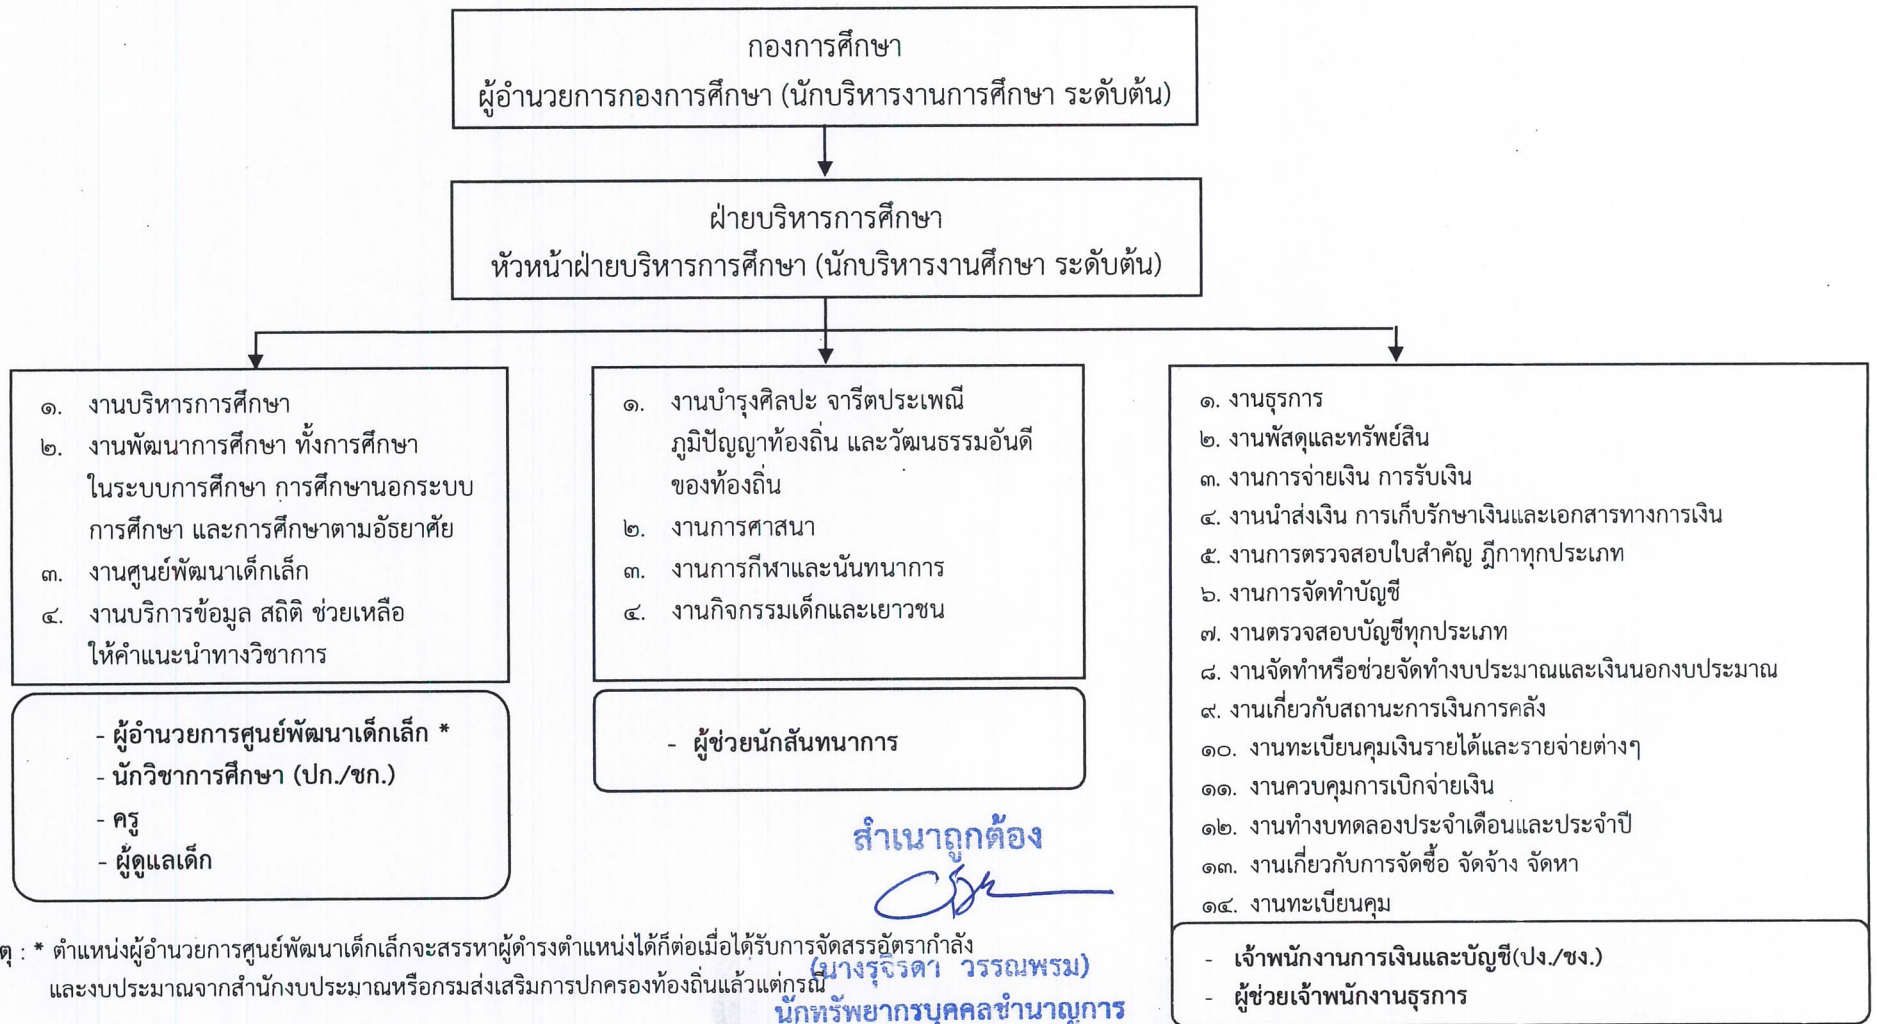 กองการศึกษา
ผู้อำนวยการกองการศึกษา (นักบริหารงานการศึกษา ระดับต้น)
ฝ่ายบริหารการศึกษา
หัวหน้าฝ่ายบริหารการศึกษา (นักบริหารงานศึกษา ระดับต้น)
๑. งานบริหารการศึกษา
๒. งานพัฒนาการศึกษา ทั้งการศึกษา
ในระบบการศึกษา การศึกษานอกระบบ
การศึกษา และการศึกษาตามอัธยาศัย
๓. งานศูนย์พัฒนาเด็กเล็ก
๔. งานบริการข้อมูล สถิติ ช่วยเหลือ
ให้คำแนะนำทางวิชาการ
- ผู้อำนวยการศูนย์พัฒนาเด็กเล็ก *
- นักวิชาการศึกษา (ปก./ชก.)
- ครู
- ผู้ดูแลเด็ก
๑. งานบำรุงศิลปะ จารีตประเพณี
ภูมิปัญญาท้องถิ่น และวัฒนธรรมอันดี
ของท้องถิ่น
๒. งานการศาสนา
๓. งานการกีฬาและนันทนาการ
๔. งานกิจกรรมเด็กและเยาวชน
- ผู้ช่วยนักสันทนาการ
๑. งานธุรการ
๒. งานพัสดุและทรัพย์สิน
๓. งานการจ่ายเงิน การรับเงิน
๔. งานนำส่งเงิน การเก็บรักษาเงินและเอกสารทางการเงิน
๕. งานการตรวจสอบใบสำคัญ ฎีกาทุกประเภท
๖. งานการจัดทำบัญชี
๗. งานตรวจสอบบัญชีทุกประเภท
๘. งานจัดทำหรือช่วยจัดทำงบประมาณและเงินนอกงบประมาณ
๙. งานเกี่ยวกับสถานะการเงินการคลัง
๑๐. งานทะเบียนคุมเงินรายได้และรายจ่ายต่างๆ
๑๑. งานควบคุมการเบิกจ่ายเงิน
๑๒. งานทำงบทดลองประจำเดือนและประจำปี
๑๓. งานเกี่ยวกับการจัดซื้อ จัดจ้าง จัดหา
๑๔. งานทะเบียนคุม
- เจ้าพนักงานการเงินและบัญชี(ปง./ชง.)
- ผู้ช่วยเจ้าพนักงานธุรการ
ตุ : * ตำแหน่งผู้อำนวยการศูนย์พัฒนาเด็กเล็กจะสรรหาผู้ดำรงตำแหน่งได้ก็ต่อเมื่อได้รับการจัดสรรอัตรากำลัง
และงบประมาณจากสำนักงบประมาณหรือกรมส่งเสริมการปกครองท้องถิ่นแล้วแต่กรณี
สำเนาถูกต้อง
(นางรุจิรดา วรรณพรม)
นักทรัพยากรบุคคลชำนาญการ